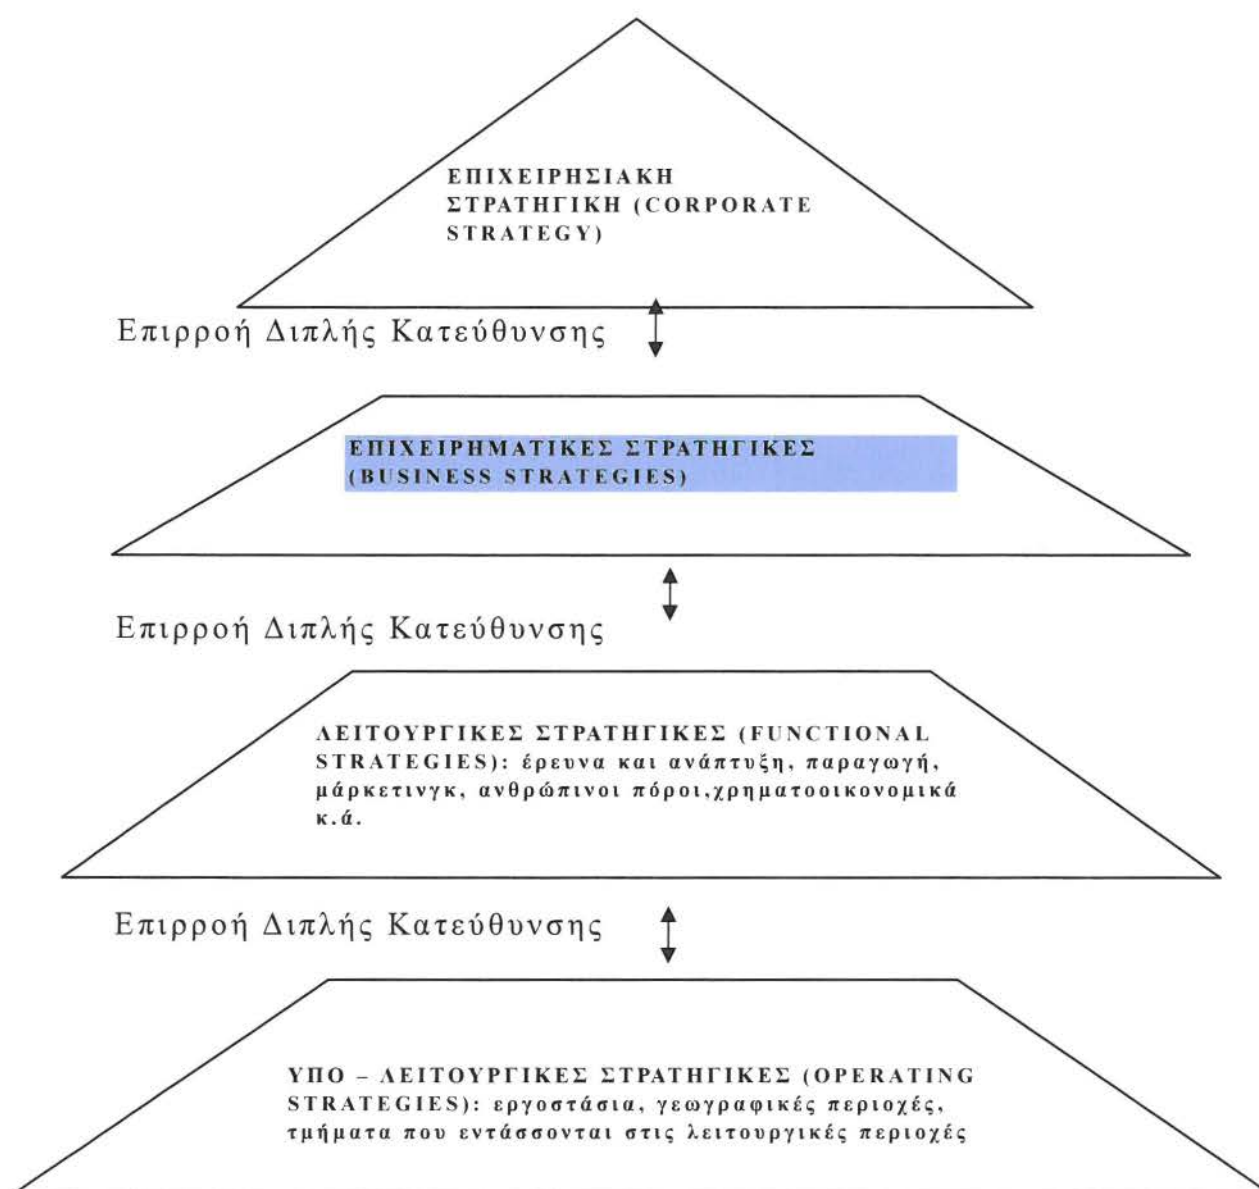 ΕΠΙΧΕΙΡΗΣΙΑΚΗ
ΣΤΡΑΤΗΓΙΚΗ (CORPORATE
STRATEGY)
Επιρροή Διπλής Κατεύθυνσης
ΕΠΙΧΕΙΡΗΜΑΤΙΚΕΣ ΣΤΡΑΤΗΓΙΚΕΣ
(BUSINESS STRATEGIES)
Επιρροή Διπλής Κατεύθυνσης
ΛΕΙΤΟΥΡΓΙΚΕΣ ΣΤΡΑΤΗΓΙΚΕΣ (FUNCTIONAL
STRATEGIES): έρευνα και ανάπτυξη, παραγωγή,
μάρκετινγκ, ανθρώπινοι πόροι,χρηματοοικονομικά
κ.ά.
Επιρροή Διπλής Κατεύθυνσης
ΥΠΟ – ΛΕΙΤΟΥΡΓΙΚΕΣ ΣΤΡΑΤΗΓΙΚΕΣ (OPERATING
STRATEGIES): εργοστάσια, γεωγραφικές περιοχές,
τμήματα που εντάσσονται στις λειτουργικές περιοχές